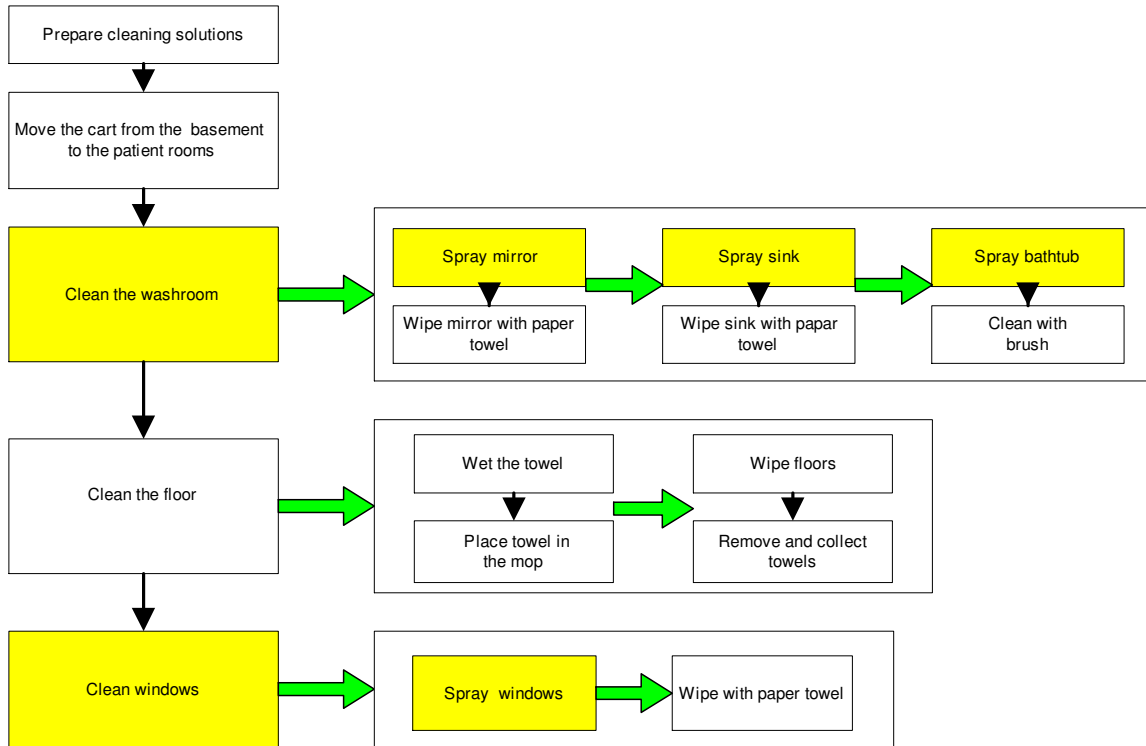 Prepare cleaning solutions
Move the cart from the basement
to the patient rooms
Clean the washroom
Spray mirror
Spray sink
Spray bathtub
Wipe mirror with paper
towel
Wipe sink with papar
towel
Clean with
brush
Clean the floor
Wet the towel
Wipe floors
Place towel in
the mop
Remove and collect
towels
Clean windows
Spray windows
Wipe with paper towel